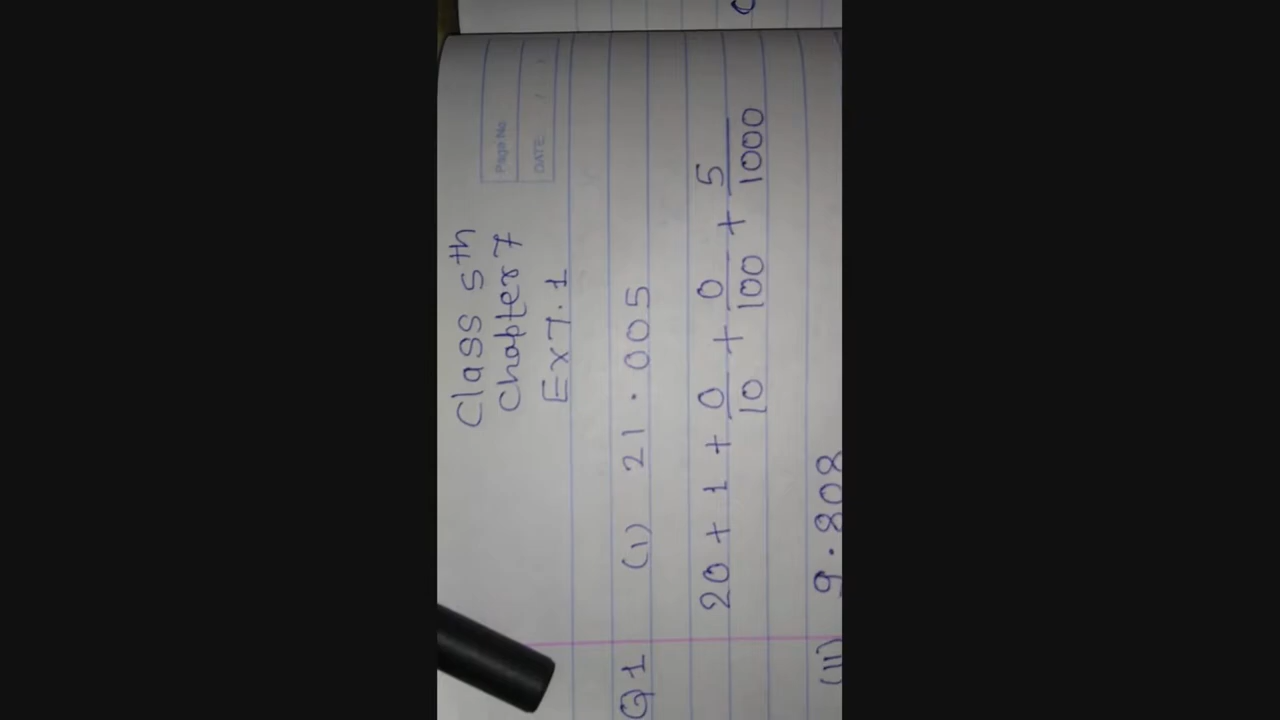 Page No.
DATE
Class 5th
Chapter 7
Ex 7.1
Q1 (i) 21.005
20 + 1 + 0/10 + 0/100 + 5/1000
(ii) 9.808